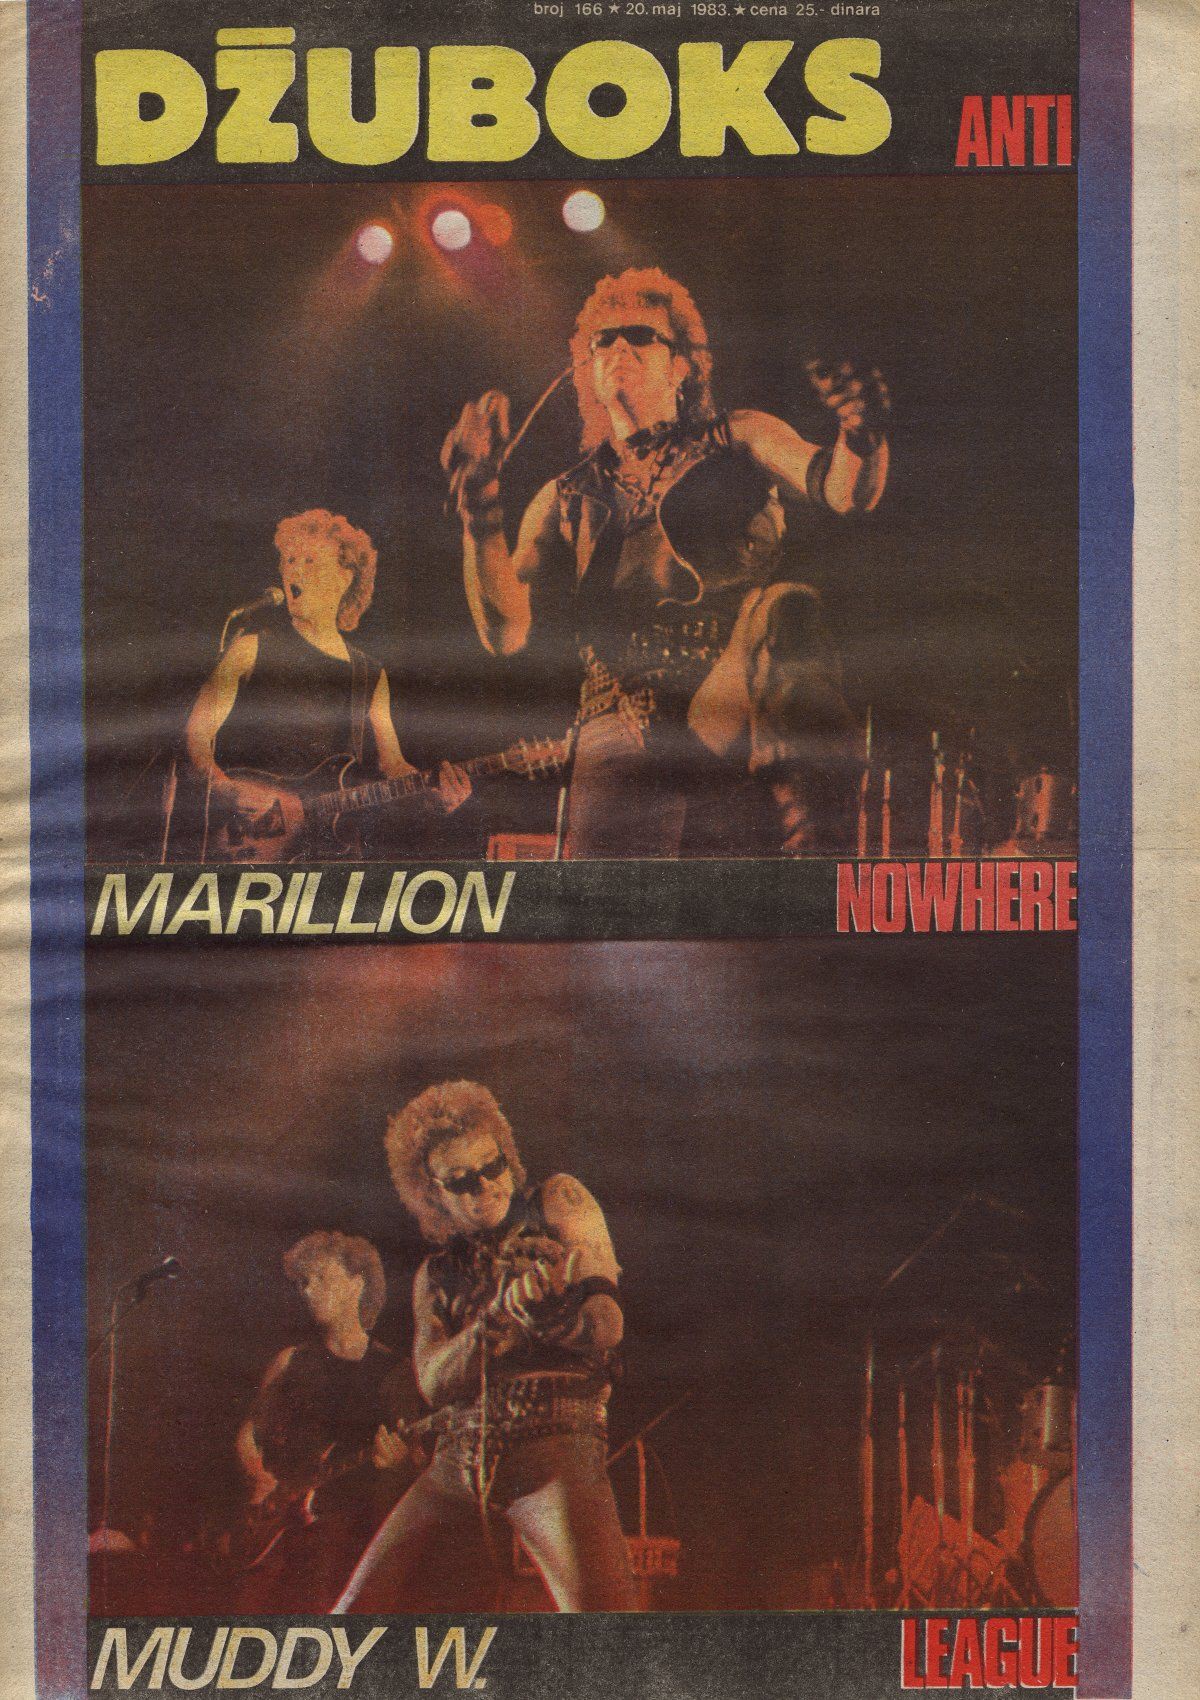 broj 166 ★ 20. maj 1983. ★ cena 25.- dinara
DŽUBOKS
ANTI
MARILLION
NOWHERE
MUDDY W.
LEAGUE